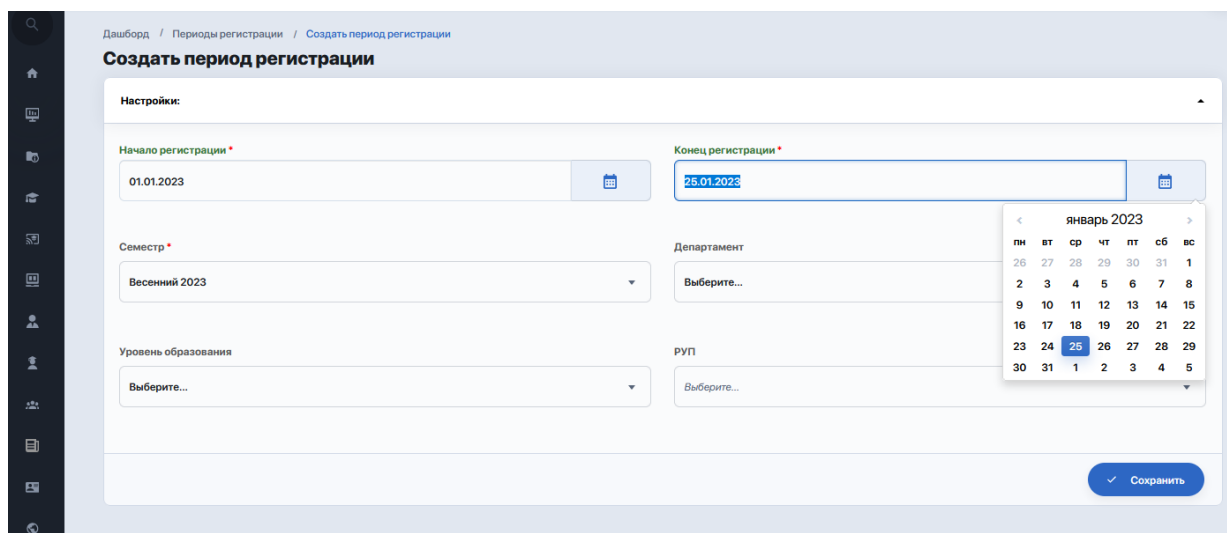 Дашборд / Периоды регистрации / Создать период регистрации
Создать период регистрации
Настройки:
Начало регистрации * Конец регистрации *
01.01.2023 25.01.2023
январь 2023
пн вт ср чт пт сб вс
26 27 28 29 30 31 1
2 3 4 5 6 7 8
9 10 11 12 13 14 15
16 17 18 19 20 21 22
23 24 25 26 27 28 29
30 31 1 2 3 4 5
Семестр * Департамент
Весенний 2023 Выберите...
Уровень образования РУП
Выберите... Выберите...
Сохранить